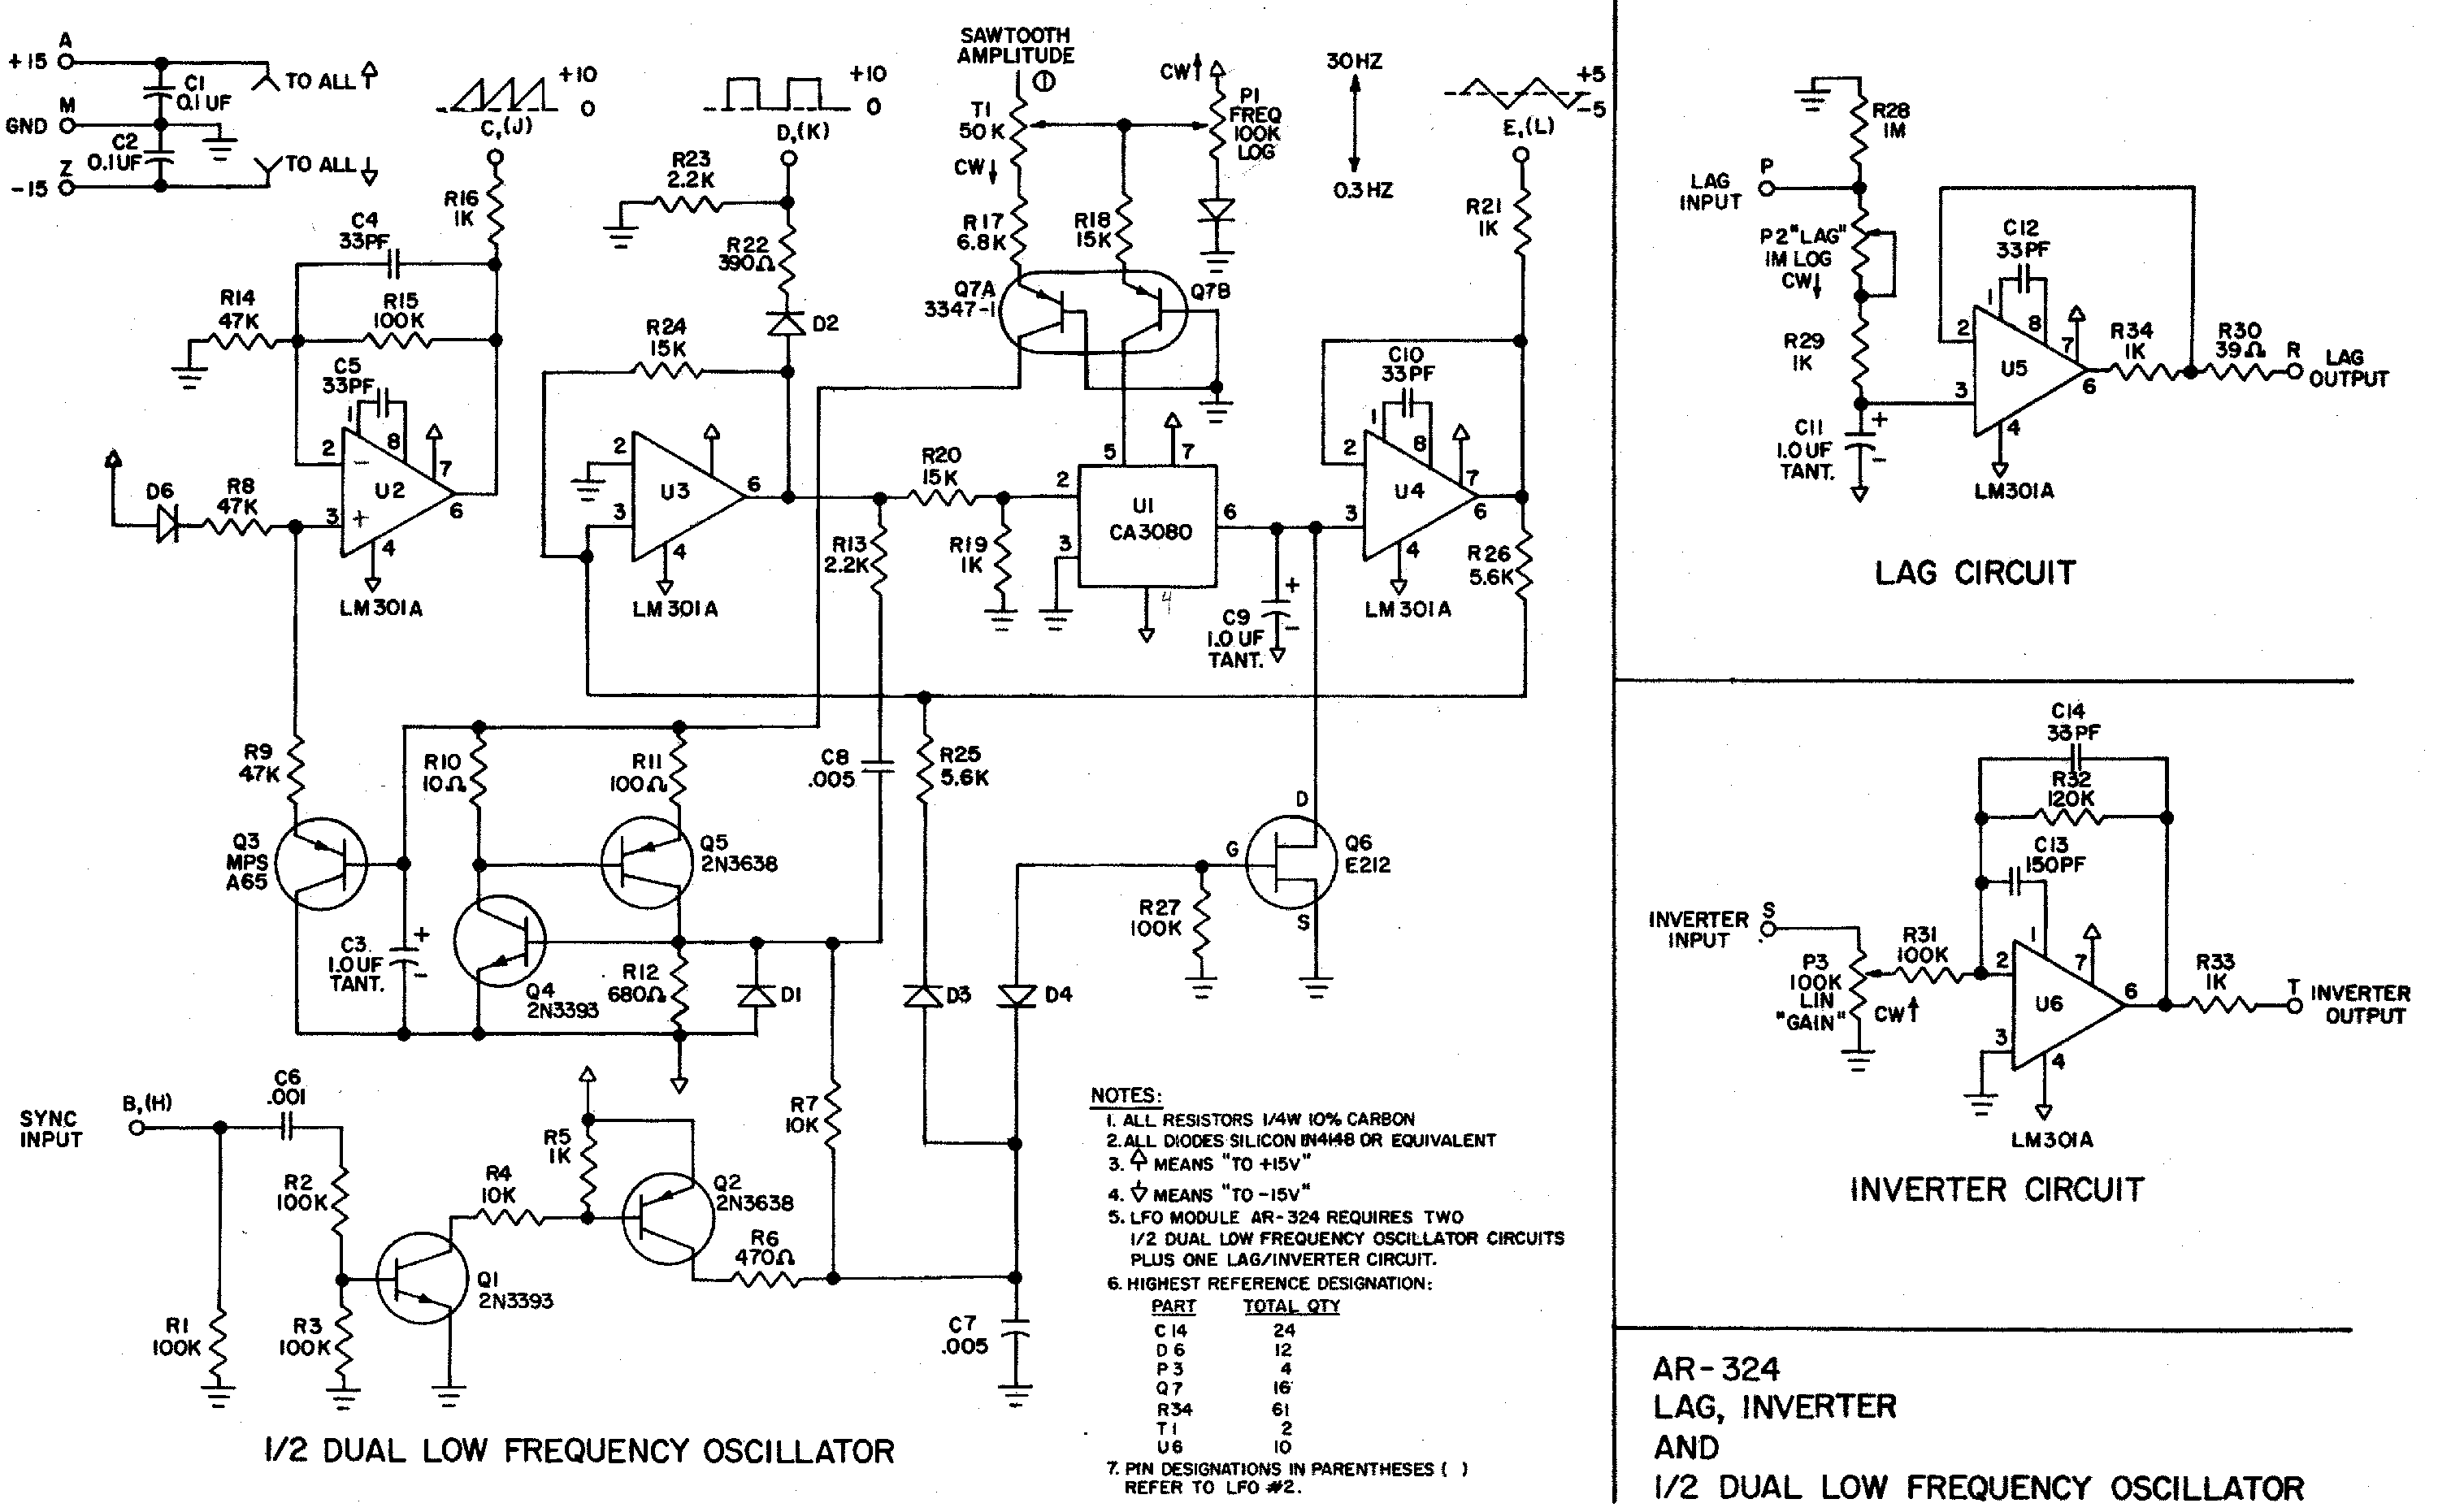 A
+15
C1
0.1 UF
TO ALL
M
GND
C2
0.1UF
TO ALL
Z
-15
+10
0
C,(J)
R16
1K
C4
33PF
R14
47K
R15
100K
C5
33PF
1
8
2
-
7
U2
D6
R8
47K
3
+
6
4
LM301A
+10
0
D,(K)
R23
2.2K
R22
390Ω
D2
R24
15K
2
U3
6
3
4
LM301A
R13
2.2K
SAWTOOTH
AMPLITUDE
1
T1
50K
CW
R17
6.8K
R18
15K
CW
P1
FREQ
100K
LOG
Q7A
3347-1
Q7B
30HZ
0.3HZ
+5
-5
E,(L)
R21
1K
R20
15K
R19
1K
5
7
2
U1
CA3080
6
3
4
C9
1.0UF
TANT.
+
-
C10
33PF
1
8
2
7
U4
3
6
4
LM301A
R26
5.6K
R9
47K
R10
10Ω
R11
100Ω
Q3
MPS
A65
Q5
2N3638
C3
1.0UF
TANT.
+
-
Q4
2N3393
R12
680Ω
D1
C8
.005
R25
5.6K
D3
D4
R27
100K
G
D
S
Q6
E212
SYNC
INPUT
B,(H)
C6
.001
R2
100K
R1
100K
R3
100K
Q1
2N3393
R4
10K
R5
1K
Q2
2N3638
R6
470Ω
R7
10K
C7
.005
1/2 DUAL LOW FREQUENCY OSCILLATOR
NOTES:
1. ALL RESISTORS 1/4W 10% CARBON
2. ALL DIODES SILICON IN4148 OR EQUIVALENT
3. MEANS "TO +15V"
4. MEANS "TO -15V"
5. LFO MODULE AR-324 REQUIRES TWO
1/2 DUAL LOW FREQUENCY OSCILLATOR CIRCUITS
PLUS ONE LAG/INVERTER CIRCUIT.
6. HIGHEST REFERENCE DESIGNATION:
PART TOTAL QTY
C14 24
D6 12
P3 4
Q7 16
R34 61
T1 2
U6 10
7. PIN DESIGNATIONS IN PARENTHESES ( )
REFER TO LFO #2.
R28
1M
P
LAG
INPUT
P2 "LAG"
1M LOG
CW
R29
1K
C11
1.0UF
TANT.
+
-
C12
33PF
1
8
2
7
U5
3
6
4
LM301A
R34
1K
R30
39Ω
R
LAG
OUTPUT
LAG CIRCUIT
C14
33PF
R32
120K
C13
150PF
S
INVERTER
INPUT
P3
100K
LIN
"GAIN"
CW
R31
100K
1
2
7
U6
3
6
4
LM301A
R33
1K
T
INVERTER
OUTPUT
INVERTER CIRCUIT
AR-324
LAG, INVERTER
AND
1/2 DUAL LOW FREQUENCY OSCILLATOR